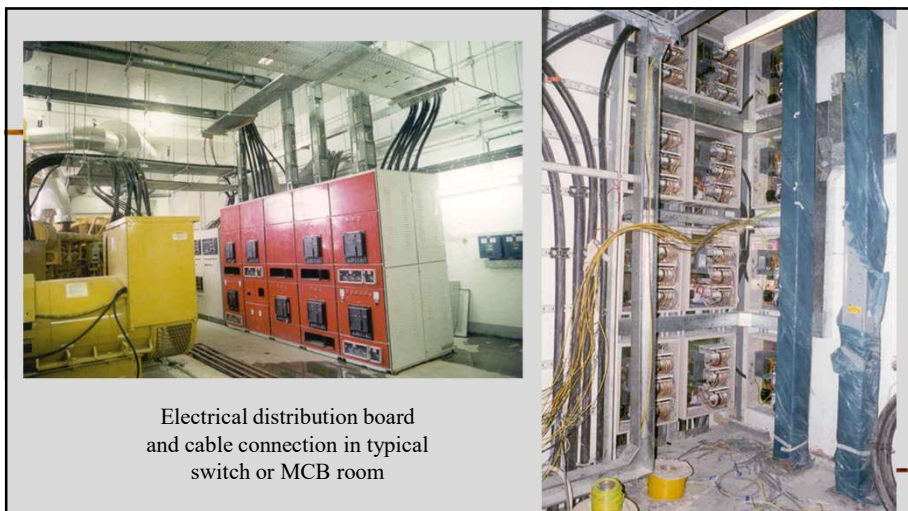 Electrical distribution board
and cable connection in typical
switch or MCB room